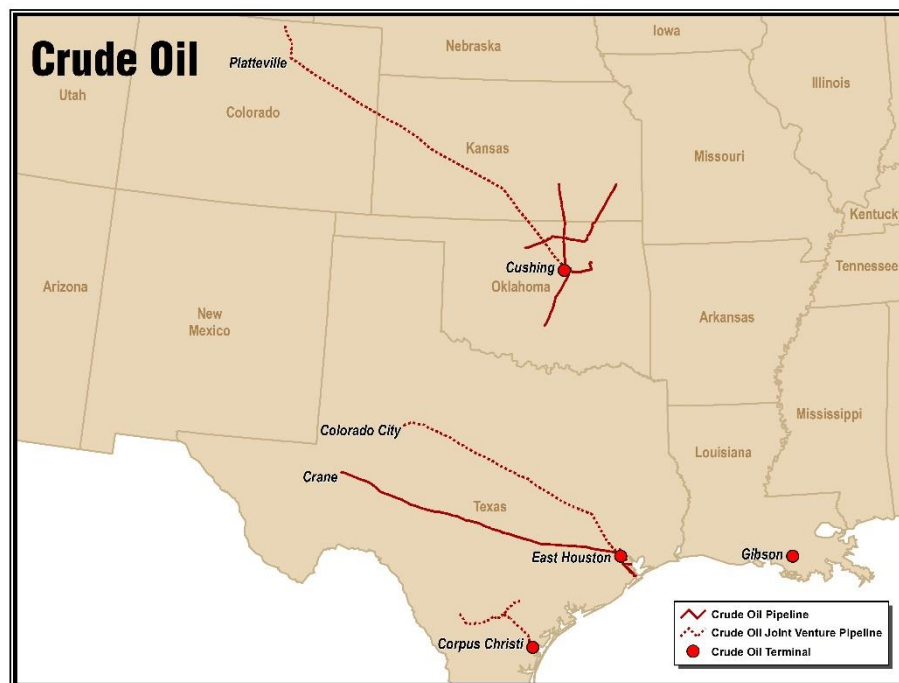 Crude Oil
Nebraska
Iowa
Platteville
Utah
Colorado
Illinois
Kansas
Missouri
Kentucky
Tennessee
Cushing
Oklahoma
Arizona
New
Mexico
Arkansas
Mississippi
Colorado City
Louisiana
Crane
Texas
East Houston
Gibson
Corpus Christi
Crude Oil Pipeline
Crude Oil Joint Venture Pipeline
Crude Oil Terminal